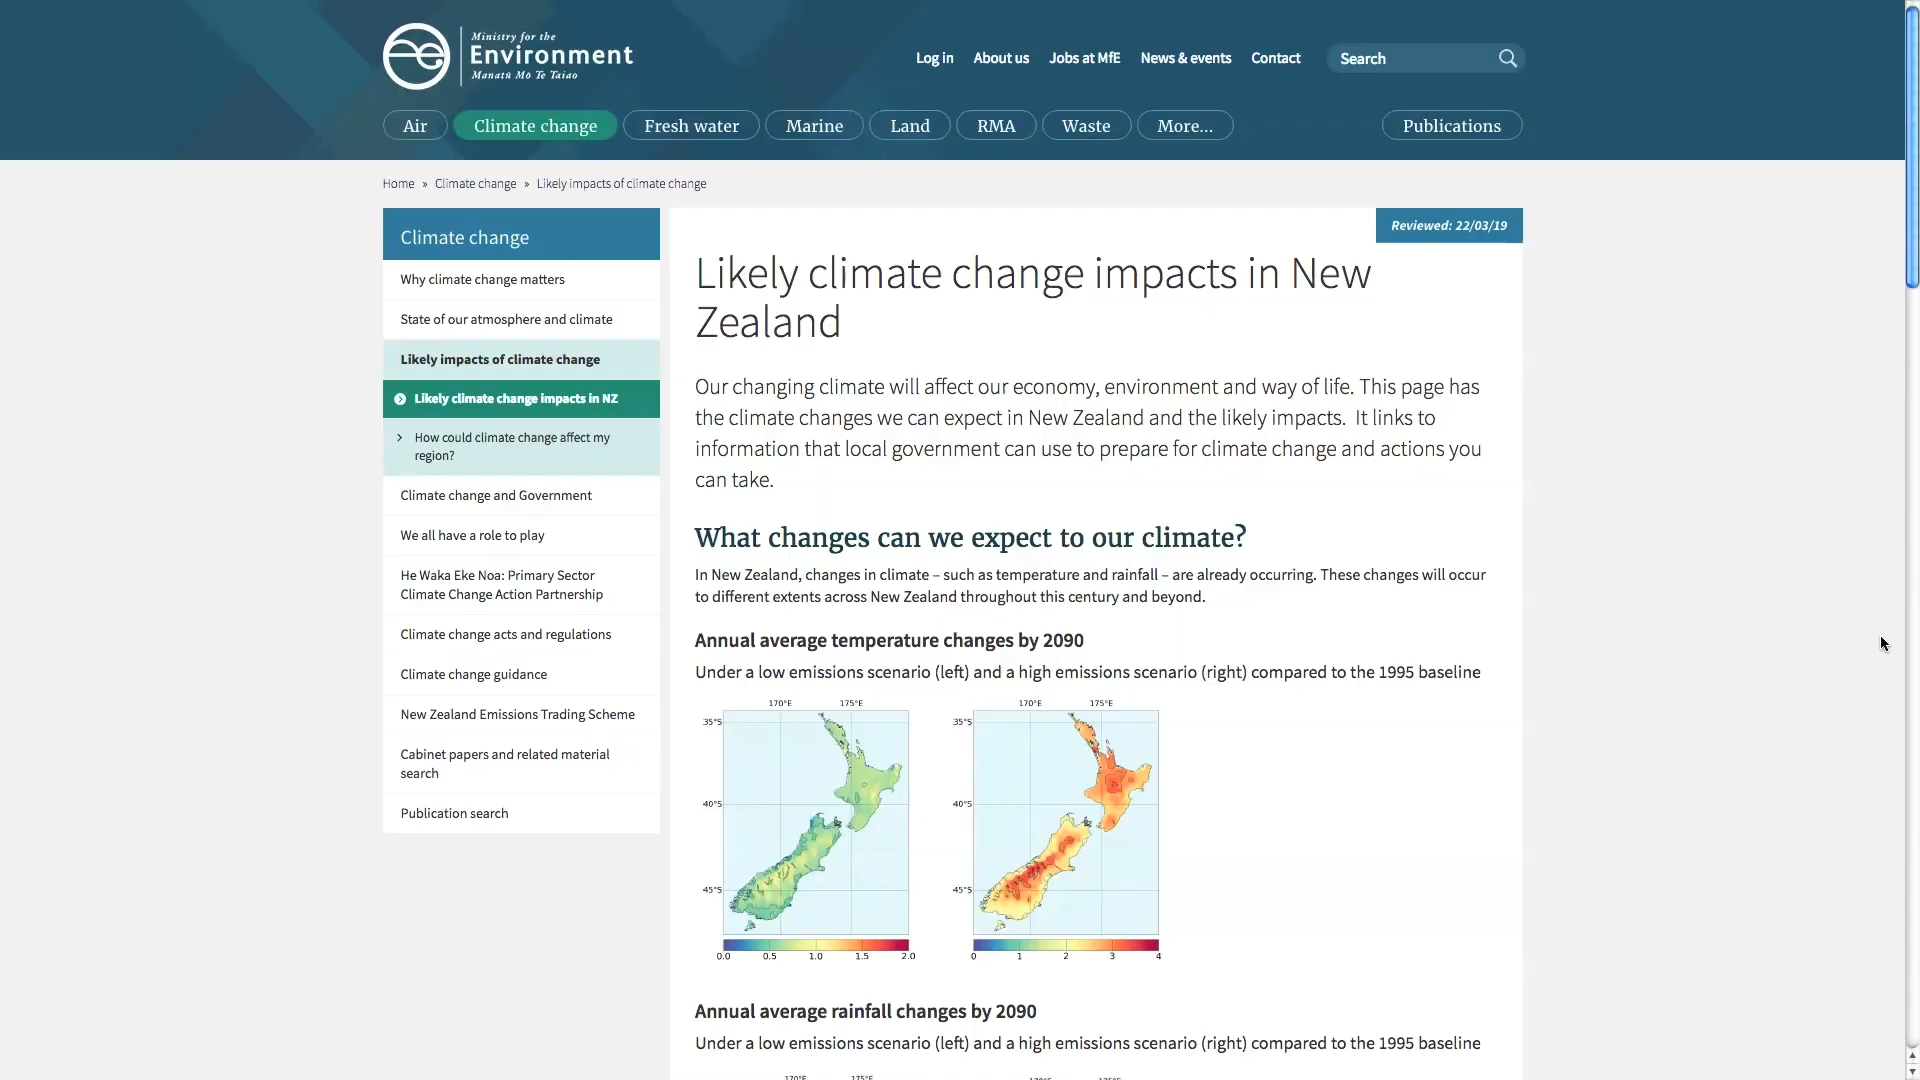 Ministry for the
Environment
Manatū Mō Te Taiao
Log in
About us
Jobs at MfE
News & events
Contact
Search
Air
Climate change
Fresh water
Marine
Land
RMA
Waste
More...
Publications
Home » Climate change » Likely impacts of climate change
Climate change
Why climate change matters
State of our atmosphere and climate
Likely impacts of climate change
Likely climate change impacts in NZ
How could climate change affect my
region?
Climate change and Government
We all have a role to play
He Waka Eke Noa: Primary Sector
Climate Change Action Partnership
Climate change acts and regulations
Climate change guidance
New Zealand Emissions Trading Scheme
Cabinet papers and related material
search
Publication search
Reviewed: 22/03/19
Likely climate change impacts in New
Zealand
Our changing climate will affect our economy, environment and way of life. This page has
the climate changes we can expect in New Zealand and the likely impacts. It links to
information that local government can use to prepare for climate change and actions you
can take.
What changes can we expect to our climate?
In New Zealand, changes in climate – such as temperature and rainfall – are already occurring. These changes will occur
to different extents across New Zealand throughout this century and beyond.
Annual average temperature changes by 2090
Under a low emissions scenario (left) and a high emissions scenario (right) compared to the 1995 baseline
170°E 175°E
35°S
40°S
45°S
0.0 0.5 1.0 1.5 2.0
170°E 175°E
35°S
40°S
45°S
0 1 2 3 4
Annual average rainfall changes by 2090
Under a low emissions scenario (left) and a high emissions scenario (right) compared to the 1995 baseline
170°E 175°E
170°E 175°E